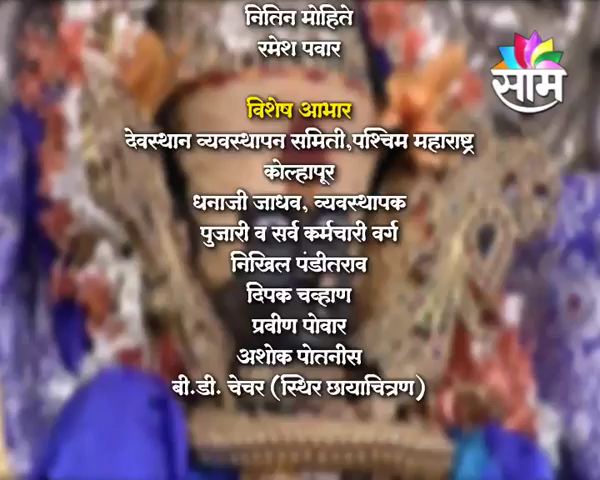 नितिन मोहिते
रमेश पवार
साम
विशेष आभार
देवस्थान व्यवस्थापन समिती,पश्चिम महाराष्ट्र
कोल्हापूर
धनाजी जाधव, व्यवस्थापक
पुजारी व सर्व कर्मचारी वर्ग
निखिल पंडीतराव
दिपक चव्हाण
प्रवीण पोवार
अशोक पोतनीस
बी.डी. चेचर (स्थिर छायाचित्रण)